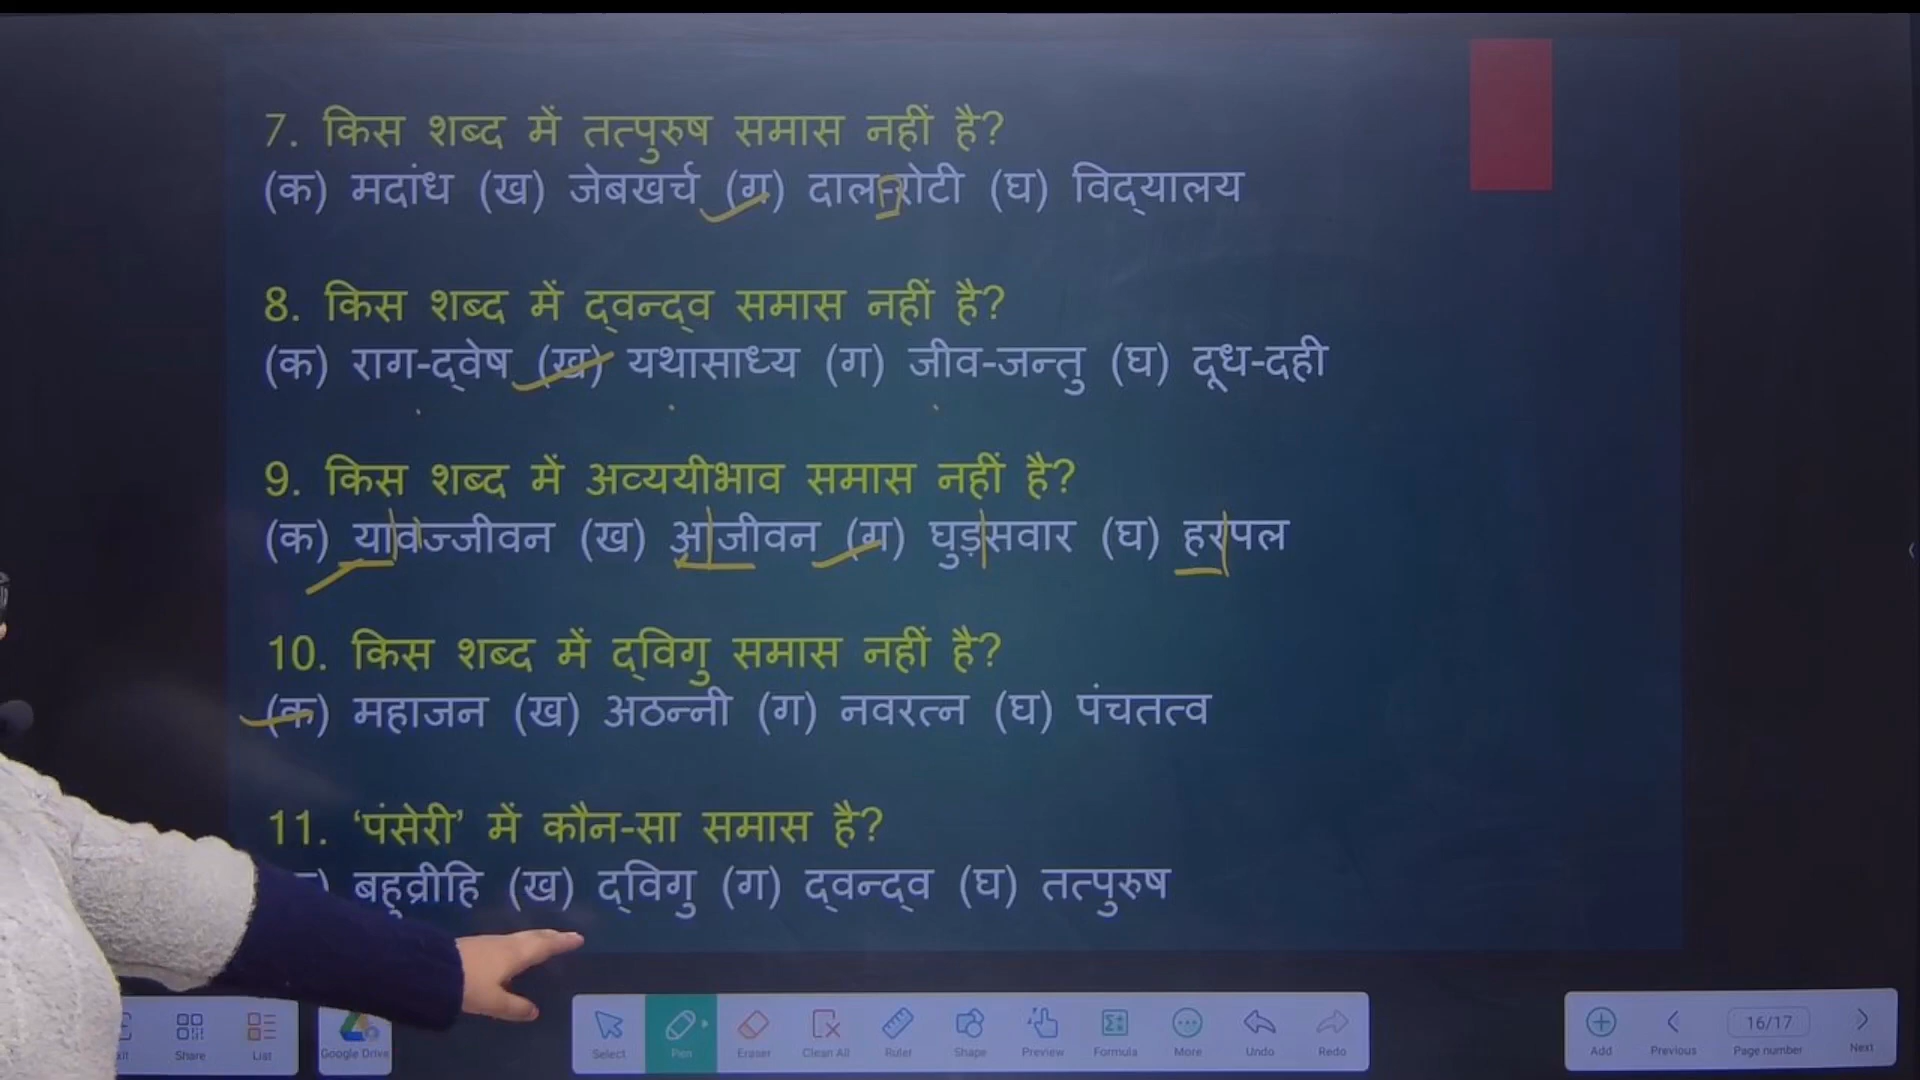 7. किस शब्द में तत्पुरुष समास नहीं है?
(क) मदांध (ख) जेबखर्च (ग) दाल-रोटी (घ) विद्यालय
8. किस शब्द में द्वन्द्व समास नहीं है?
(क) राग-द्वेष (ख) यथासाध्य (ग) जीव-जन्तु (घ) दूध-दही
9. किस शब्द में अव्ययीभाव समास नहीं है?
(क) यावज्जीवन (ख) आजीवन (ग) घुड़सवार (घ) हरपल
10. किस शब्द में द्विगु समास नहीं है?
(क) महाजन (ख) अठन्नी (ग) नवरत्न (घ) पंचतत्व
11. ‘पंसेरी’ में कौन-सा समास है?
बहुव्रीहि (ख) द्विगु (ग) द्वन्द्व (घ) तत्पुरुष
Share List Google Drive Select Pen Eraser Clean All Ruler Shape Preview Formula More Undo Redo Add Previous 16/17 Page number Next